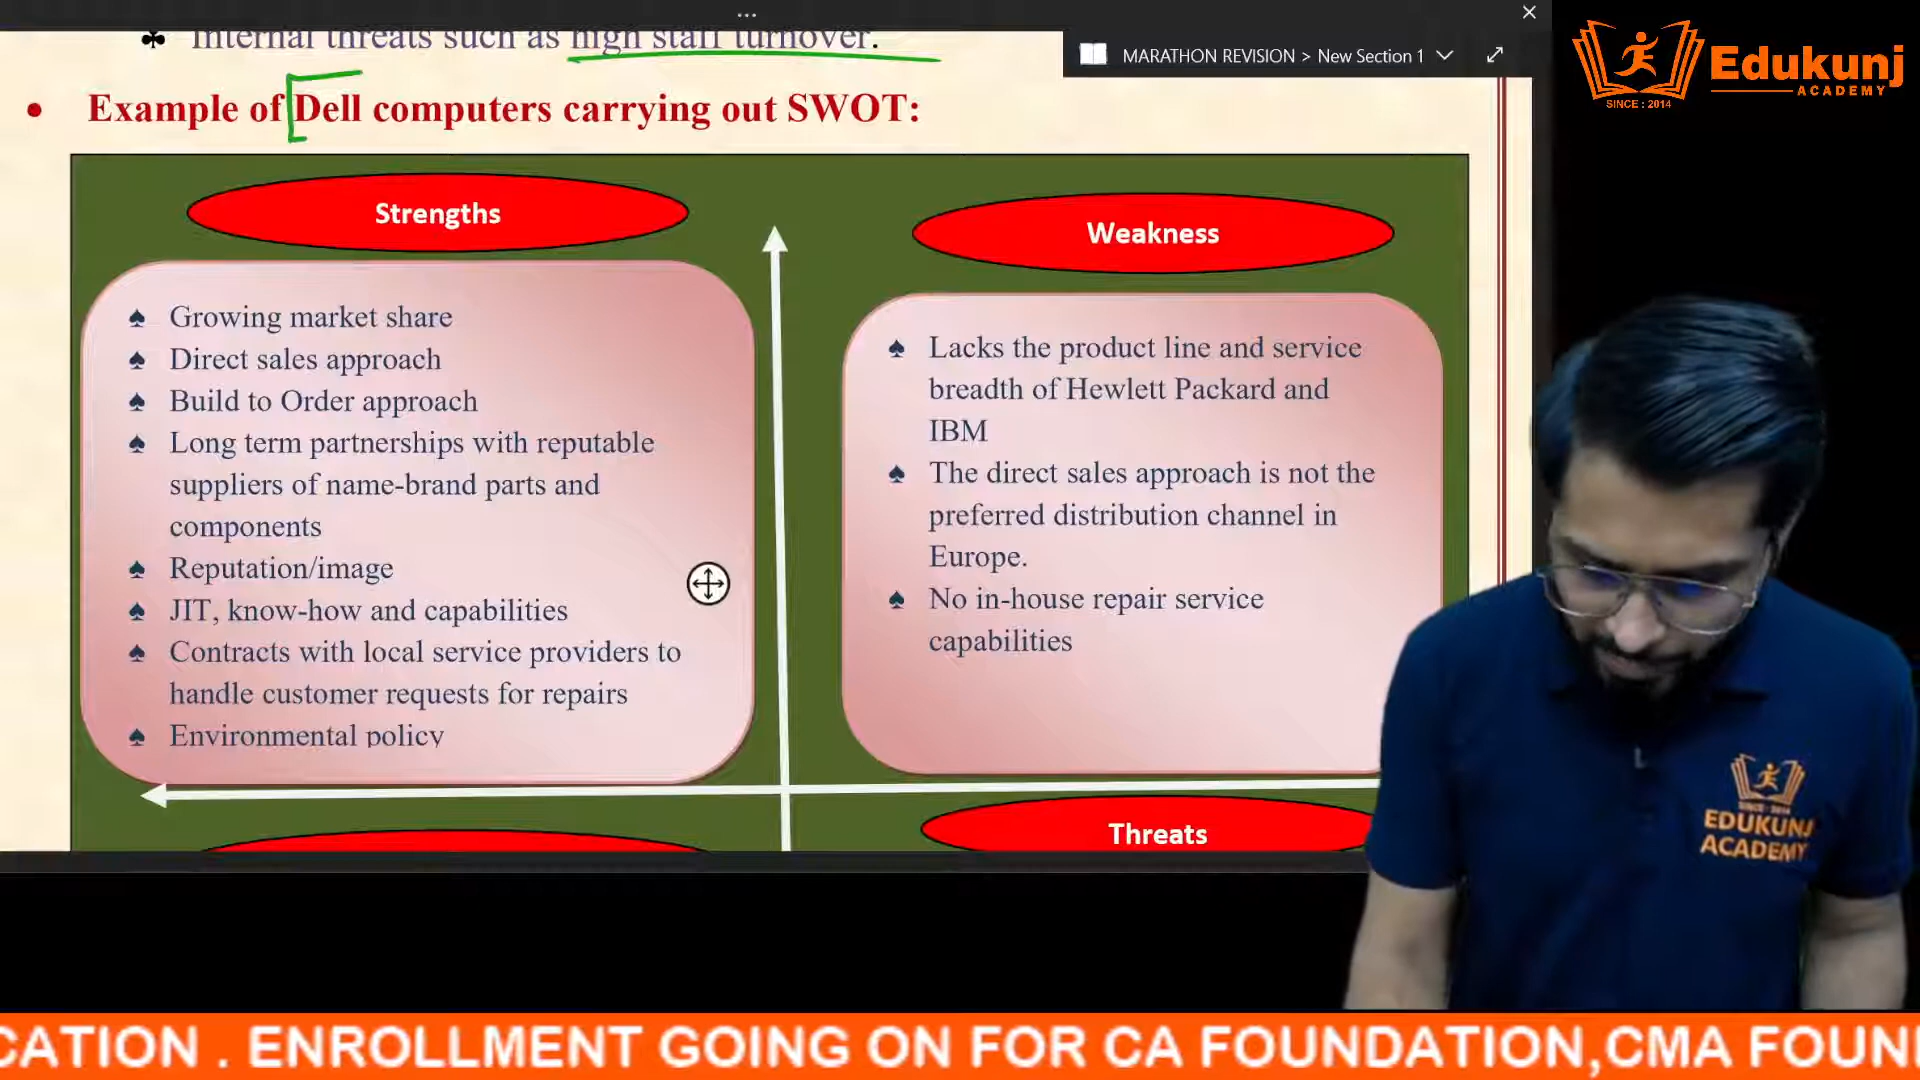 ♣ Internal threats such as high staff turnover.
MARATHON REVISION > New Section 1
Edukunj
ACADEMY
SINCE : 2014
• Example of Dell computers carrying out SWOT:
Strengths
♠ Growing market share
♠ Direct sales approach
♠ Build to Order approach
♠ Long term partnerships with reputable
suppliers of name-brand parts and
components
♠ Reputation/image
♠ JIT, know-how and capabilities
♠ Contracts with local service providers to
handle customer requests for repairs
♠ Environmental policy
Weakness
♠ Lacks the product line and service
breadth of Hewlett Packard and
IBM
♠ The direct sales approach is not the
preferred distribution channel in
Europe.
♠ No in-house repair service
capabilities
Threats
SINCE : 2014
EDUKUNJ
ACADEMY
CATION . ENROLLMENT GOING ON FOR CA FOUNDATION,CMA FOUN